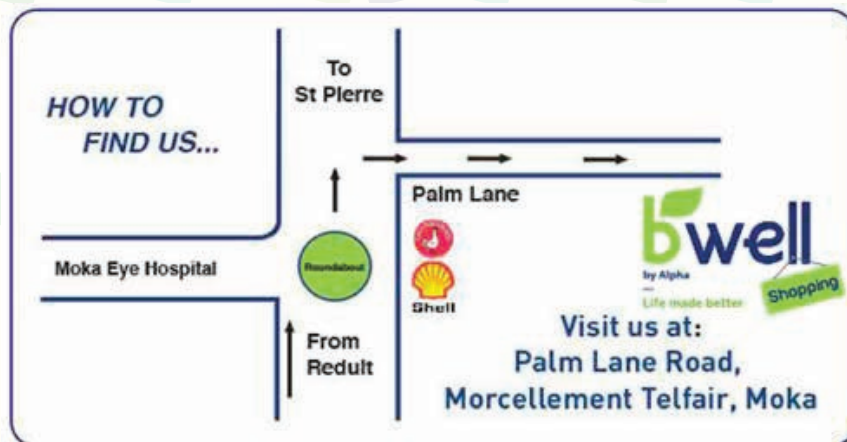 HOW TO
FIND US...
To
St Pierre
Palm Lane
Moka Eye Hospital
Roundabout
Shell
From
Reduit
bwell
by Alpha
Life made better
Shopping
Visit us at:
Palm Lane Road,
Morcellement Telfair, Moka